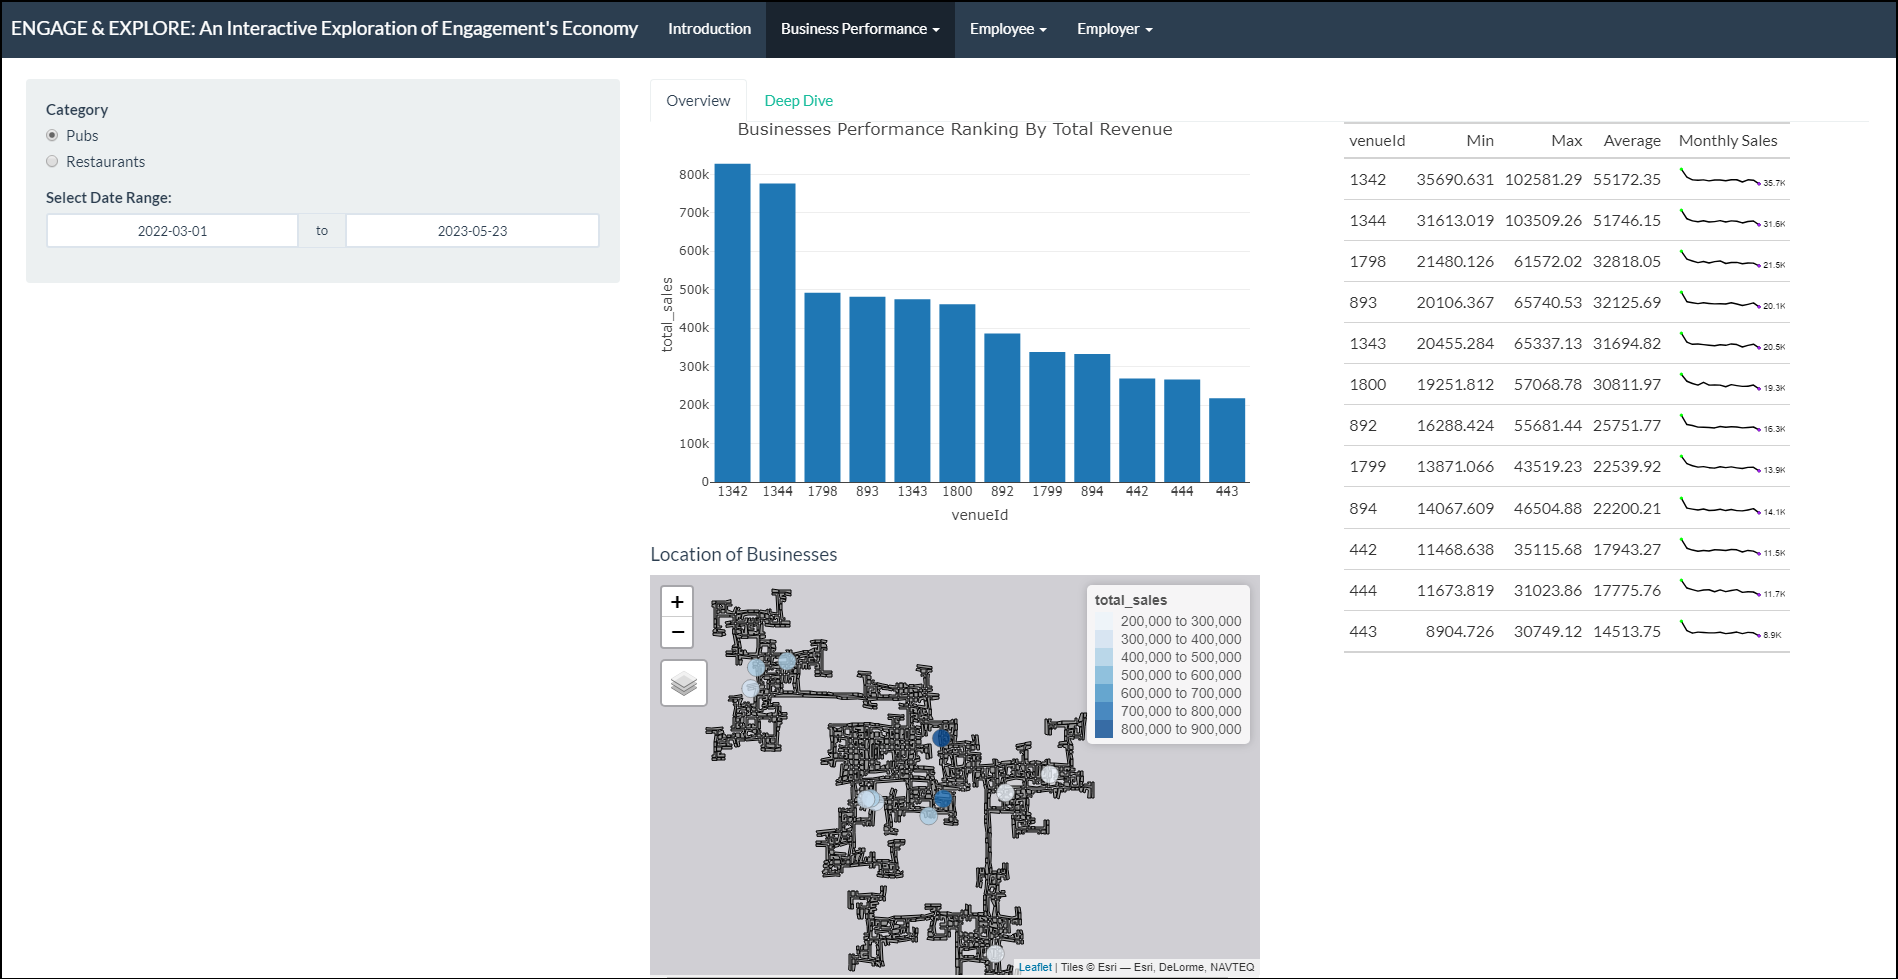 ENGAGE & EXPLORE: An Interactive Exploration of Engagement's Economy Introduction Business Performance Employee Employer
Category
Pubs
Restaurants
Select Date Range:
2022-03-01 to 2023-05-23
Overview Deep Dive
Businesses Performance Ranking By Total Revenue
800k
700k
600k
500k
400k
300k
200k
100k
0
total_sales
1342 1344 1798 893 1343 1800 892 1799 894 442 444 443
venueId
Location of Businesses
+
−
total_sales
200,000 to 300,000
300,000 to 400,000
400,000 to 500,000
500,000 to 600,000
600,000 to 700,000
700,000 to 800,000
800,000 to 900,000
Leaflet | Tiles © Esri — Esri, DeLorme, NAVTEQ
venueId Min Max Average Monthly Sales
1342 35690.631 102581.29 55172.35 35.7K
1344 31613.019 103509.26 51746.15 31.6K
1798 21480.126 61572.02 32818.05 21.5K
893 20106.367 65740.53 32125.69 20.1K
1343 20455.284 65337.13 31694.82 20.5K
1800 19251.812 57068.78 30811.97 19.3K
892 16288.424 55681.44 25751.77 16.3K
1799 13871.066 43519.23 22539.92 13.9K
894 14067.609 46504.88 22200.21 14.1K
442 11468.638 35115.68 17943.27 11.5K
444 11673.819 31023.86 17775.76 11.7K
443 8904.726 30749.12 14513.75 8.9K